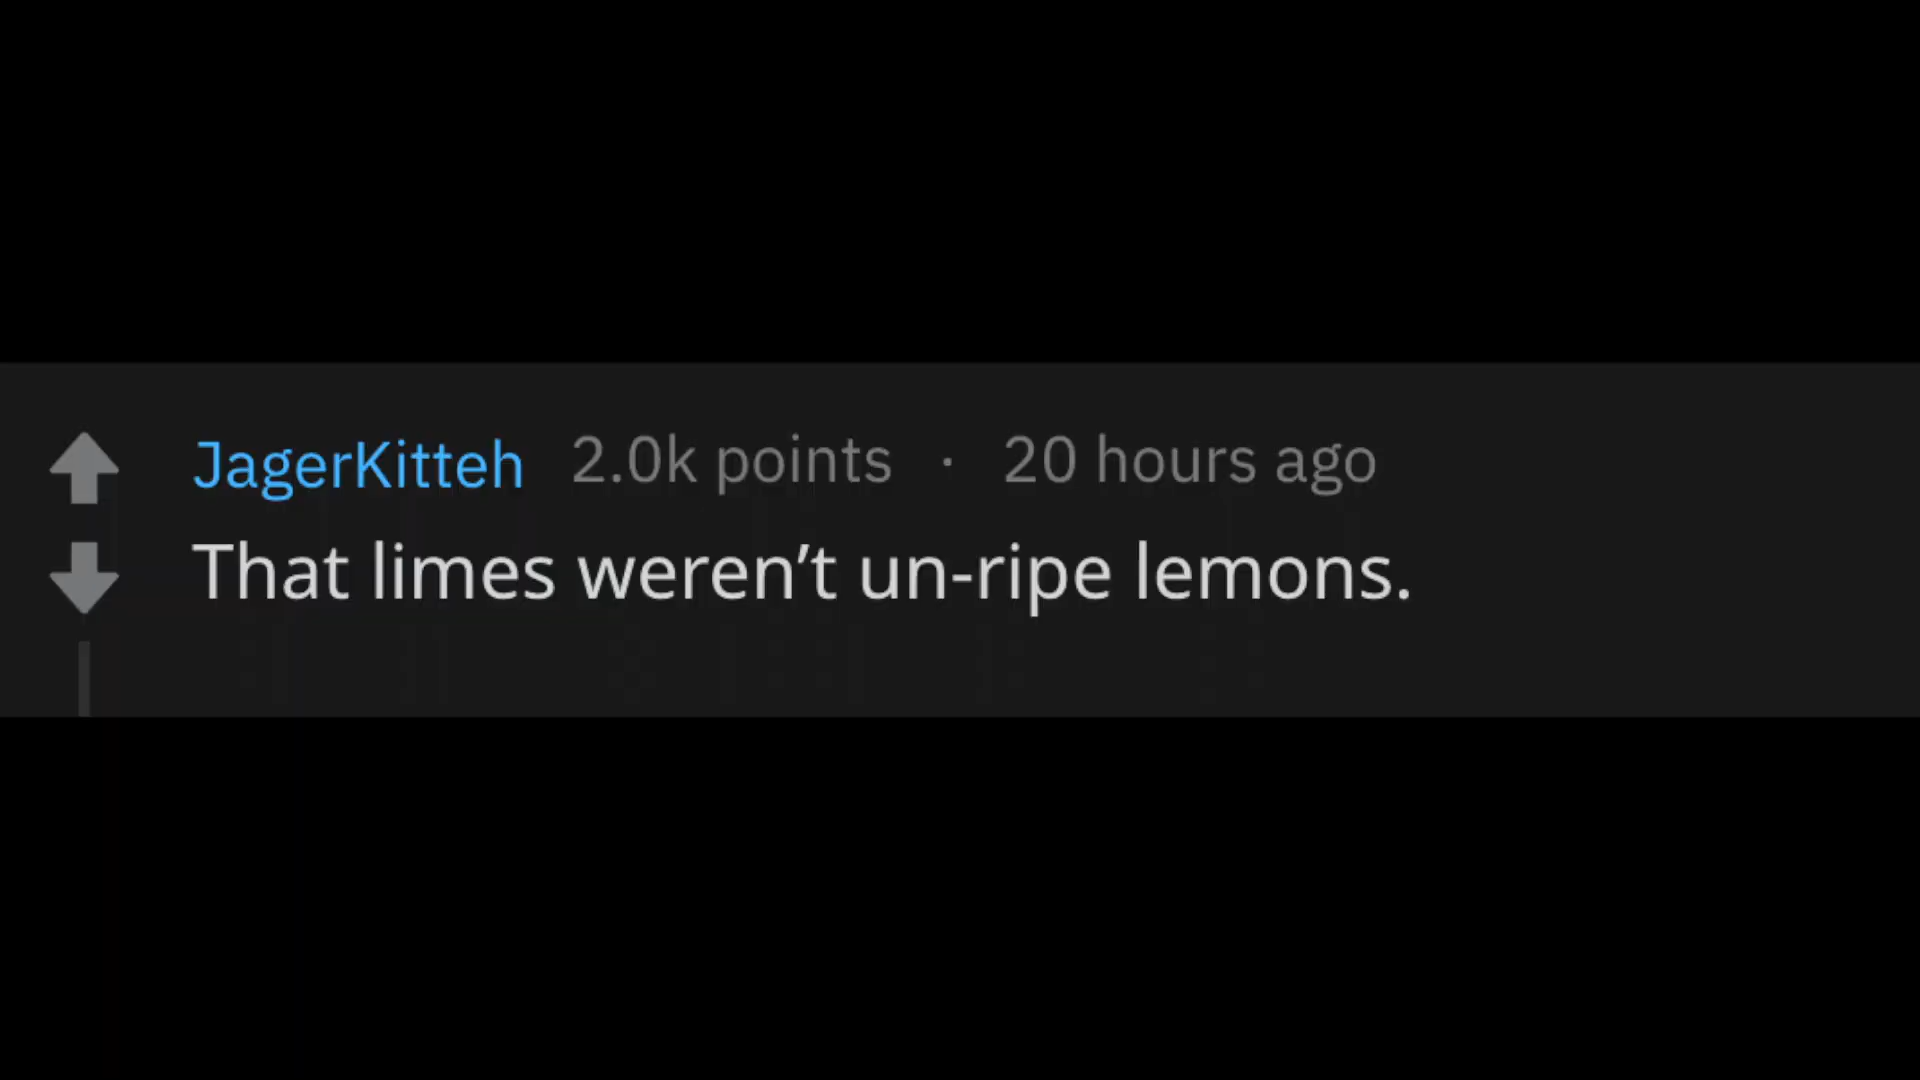 JagerKitteh 2.0k points · 20 hours ago
That limes weren’t un-ripe lemons.